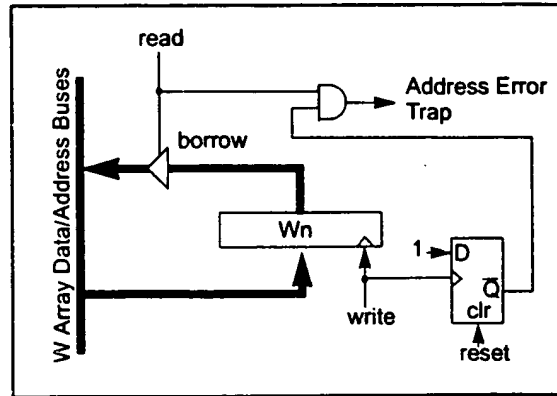 read
Address Error
Trap
borrow
W Array Data/Address Buses
Wn
1
D
Q
clr
write
reset